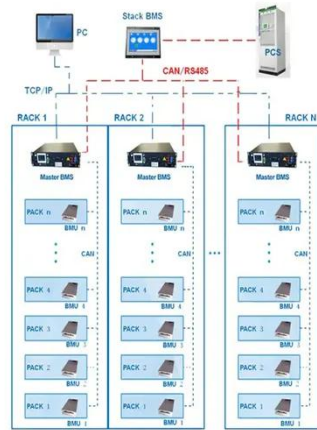 PC
Stack BMS
PCS
CAN/RS485
TCP/IP
RACK 1
RACK 2
RACK N
Master BMS
Master BMS
Master BMS
PACK n
BMU n
PACK n
BMU n
PACK n
BMU n
CAN
CAN
CAN
PACK 4
BMU 4
PACK 4
BMU 4
PACK 4
BMU 4
PACK 3
BMU 3
PACK 3
BMU 3
PACK 3
BMU 3
PACK 2
BMU 2
PACK 2
BMU 2
PACK 2
BMU 2
PACK 1
BMU 1
PACK 1
BMU 1
PACK 1
BMU 1